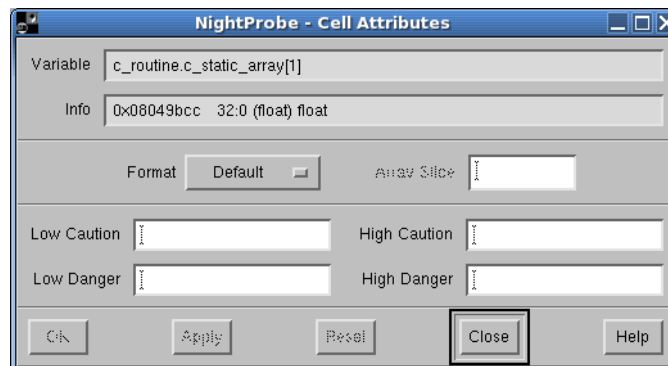 NightProbe - Cell Attributes
Variable c_routine.c_static_array[1]
Info 0x08049bcc 32:0 (float) float
Format Default Array Slice
Low Caution High Caution
Low Danger High Danger
OK Apply Reset Close Help